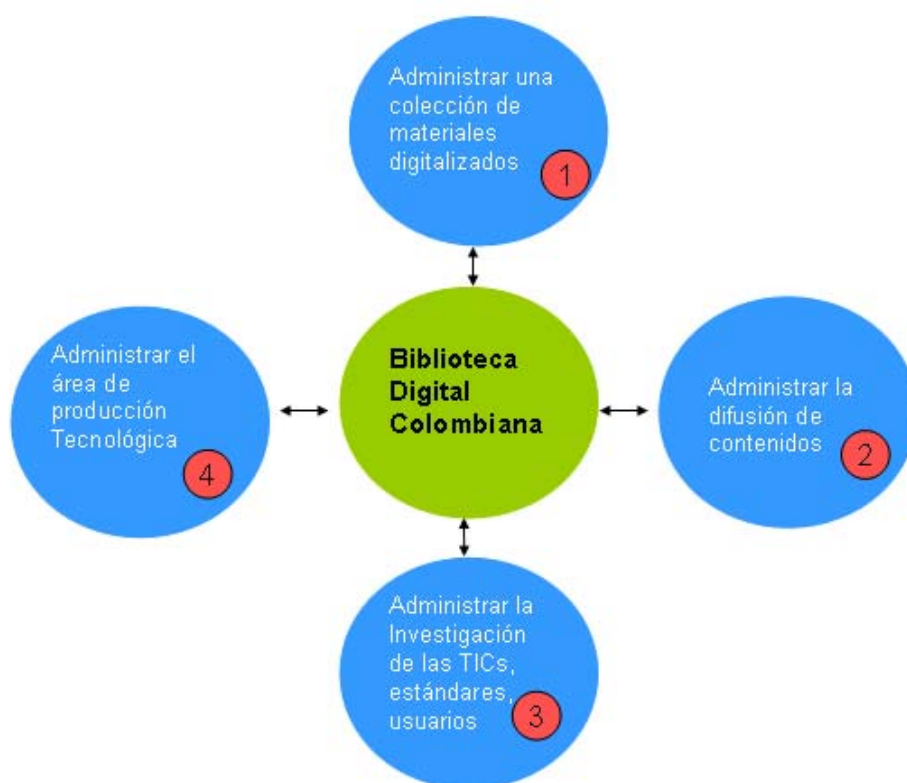 Administrar una
colección de
materiales
digitalizados
1
Biblioteca
Digital
Colombiana
Administrar la
difusión de
contenidos
2
Administrar la
Investigación
de las TICs,
estándares,
usuarios
3
Administrar el
área de
producción
Tecnológica
4